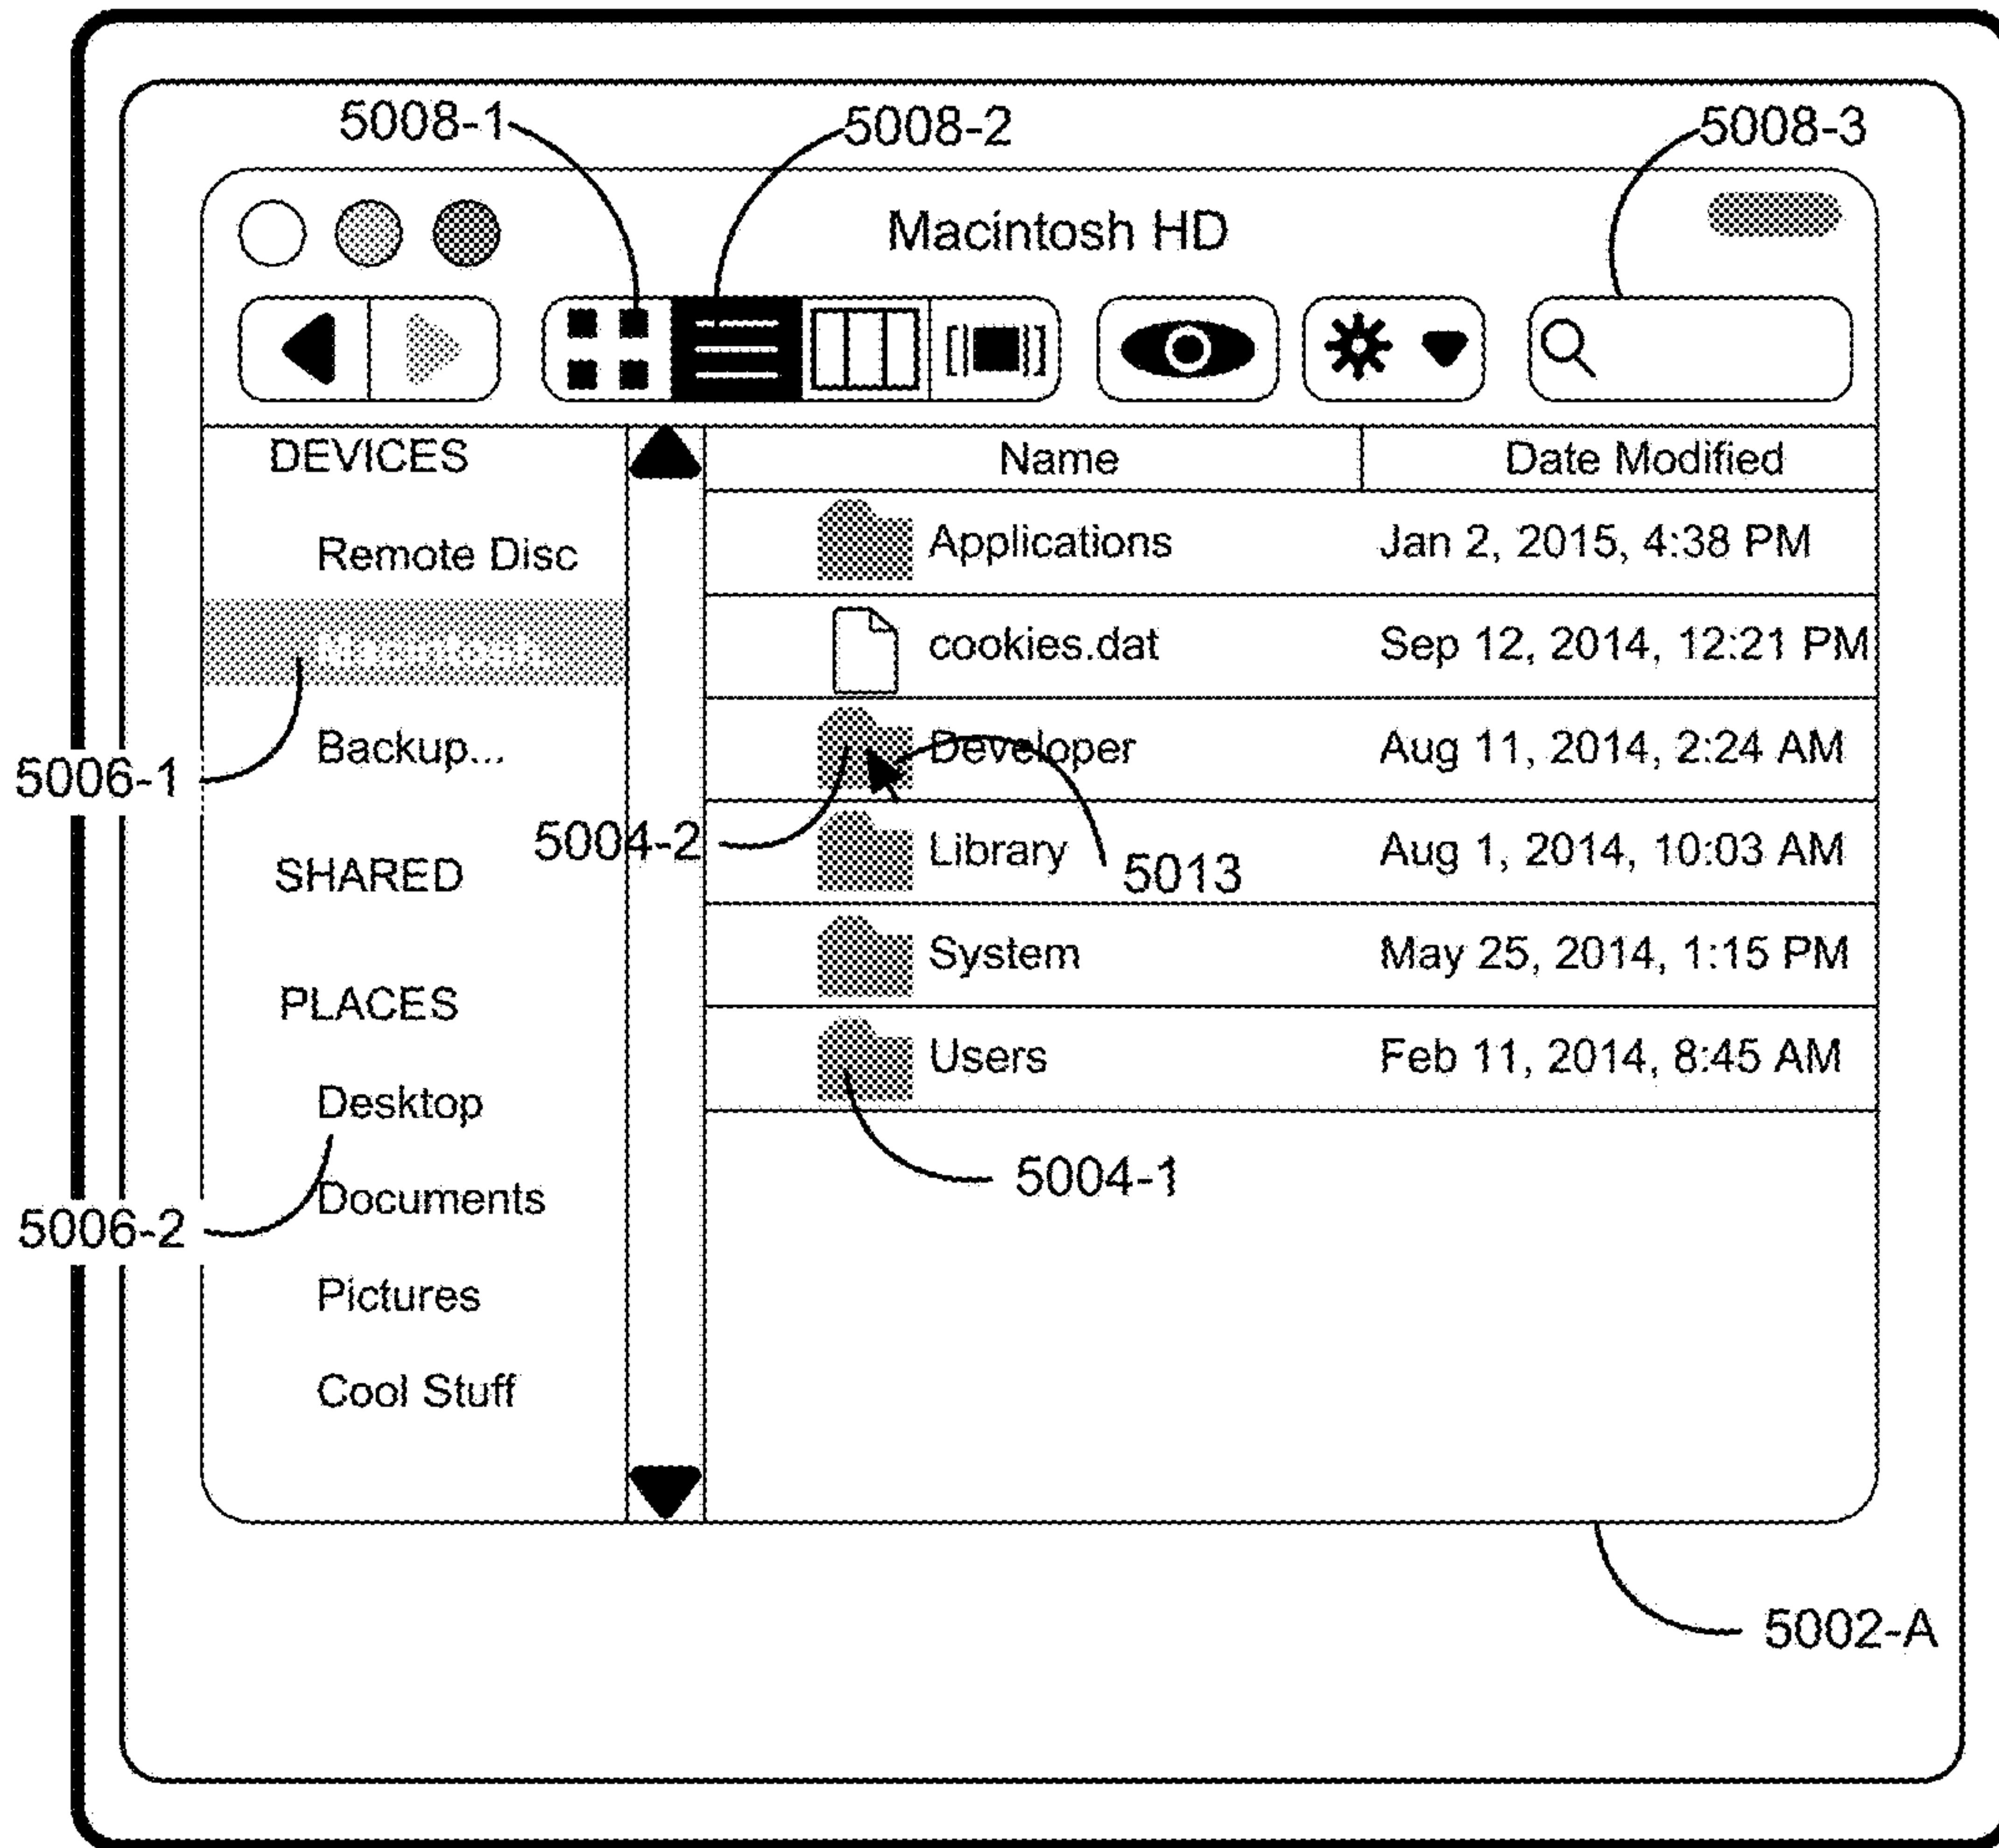 5008-1 5008-2 5008-3
Macintosh HD
DEVICES
Remote Disc
Macintosh
Backup...
5006-1
SHARED
PLACES
Desktop
5006-2
Documents
Pictures
Cool Stuff
Name Date Modified
Applications Jan 2, 2015, 4:38 PM
cookies.dat Sep 12, 2014, 12:21 PM
Developer Aug 11, 2014, 2:24 AM
5004-2
Library Aug 1, 2014, 10:03 AM
5013
System May 25, 2014, 1:15 PM
Users Feb 11, 2014, 8:45 AM
5004-1
5002-A